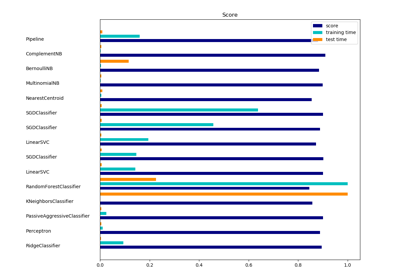 Score
score
training time
test time
Pipeline
ComplementNB
BernoulliNB
MultinomialNB
NearestCentroid
SGDClassifier
SGDClassifier
LinearSVC
SGDClassifier
LinearSVC
RandomForestClassifier
KNeighborsClassifier
PassiveAggressiveClassifier
Perceptron
RidgeClassifier
0.0 0.2 0.4 0.6 0.8 1.0